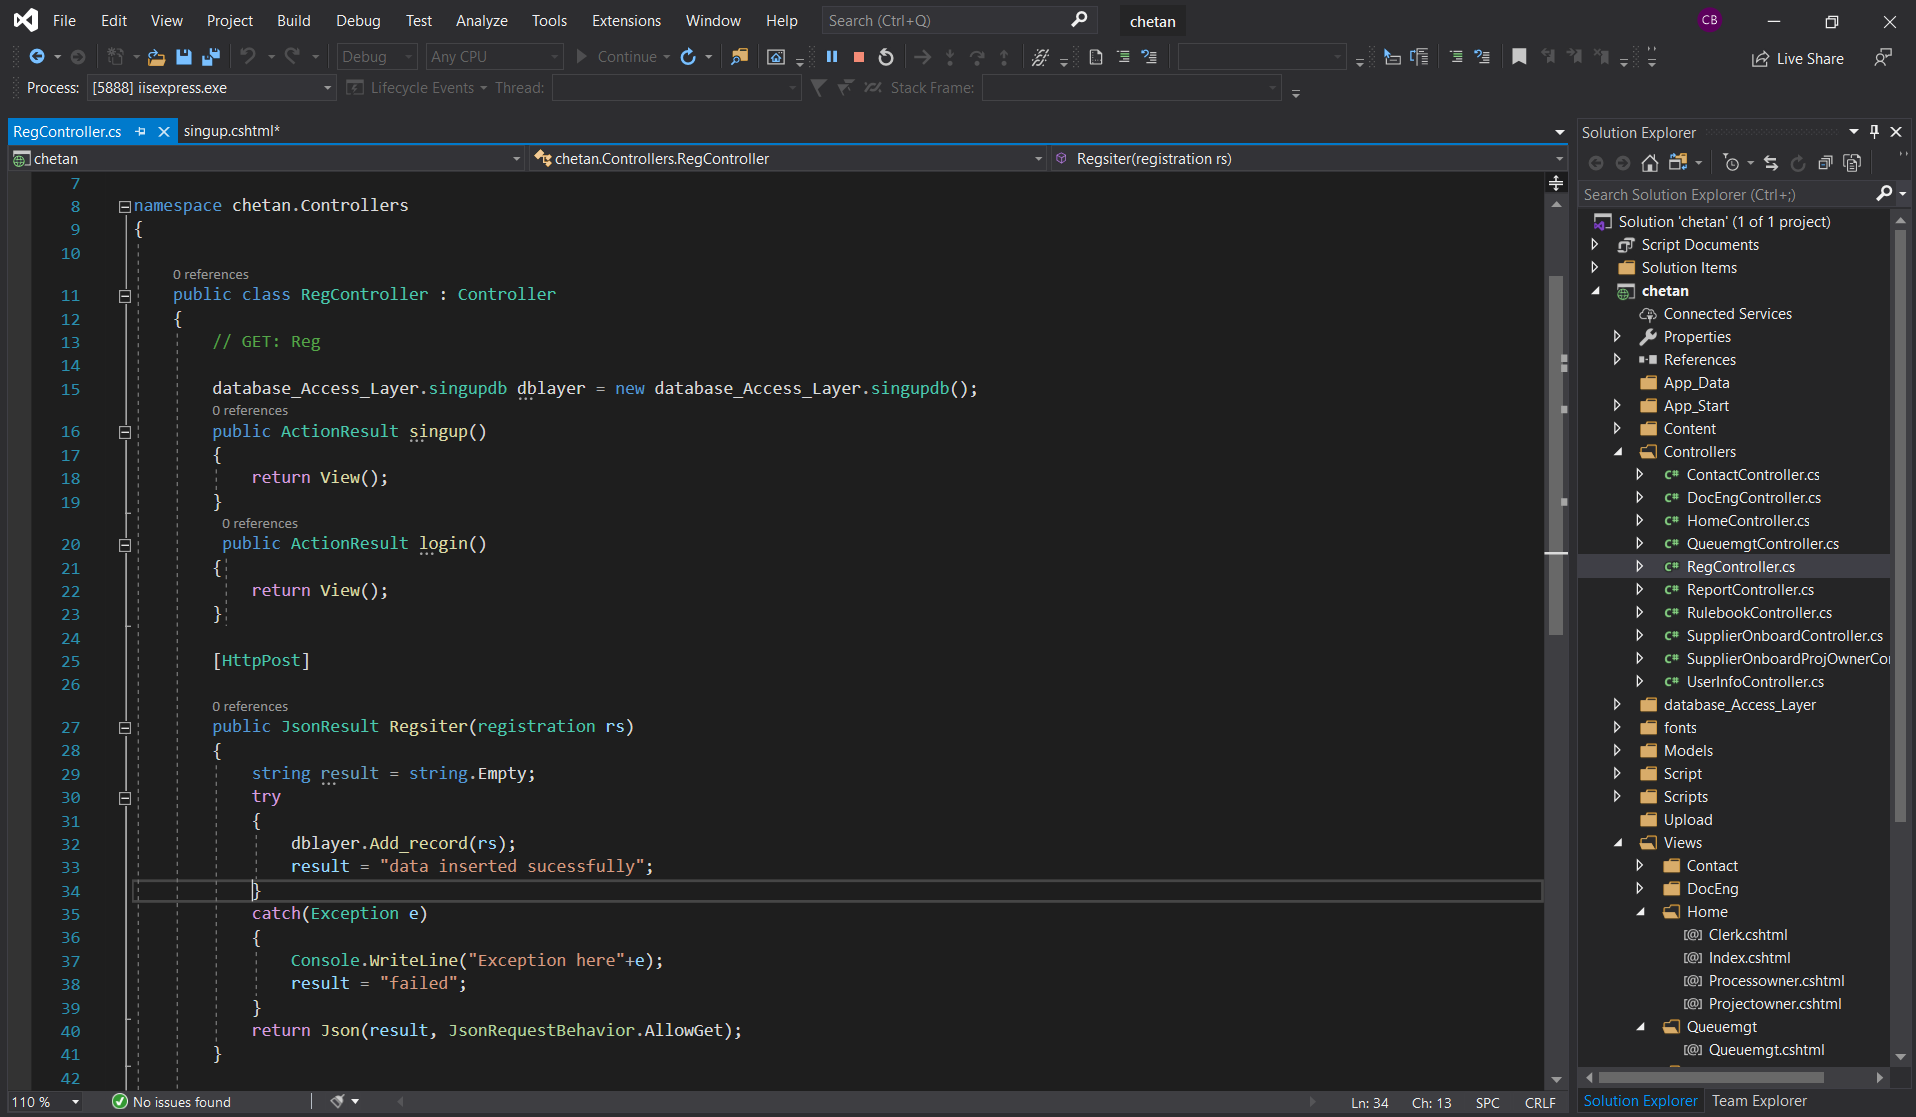 File Edit View Project Build Debug Test Analyze Tools Extensions Window Help Search (Ctrl+Q) chetan CB
Debug Any CPU Continue Live Share
Process: [5888] iisexpress.exe Lifecycle Events Thread: Stack Frame:
RegController.cs singup.cshtml*
chetan chetan.Controllers.RegController Regsiter(registration rs)
7
8 namespace chetan.Controllers
9 {
10
0 references
11 public class RegController : Controller
12 {
13 // GET: Reg
14
15 database_Access_Layer.singupdb dblayer = new database_Access_Layer.singupdb();
0 references
16 public ActionResult singup()
17 {
18 return View();
19 }
0 references
20 public ActionResult login()
21 {
22 return View();
23 }
24
25 [HttpPost]
26
0 references
27 public JsonResult Regsiter(registration rs)
28 {
29 string result = string.Empty;
30 try
31 {
32 dblayer.Add_record(rs);
33 result = "data inserted sucessfully";
34 }
35 catch(Exception e)
36 {
37 Console.WriteLine("Exception here"+e);
38 result = "failed";
39 }
40 return Json(result, JsonRequestBehavior.AllowGet);
41 }
42
110 % No issues found Ln: 34 Ch: 13 SPC CRLF
Solution Explorer
Search Solution Explorer (Ctrl+;)
Solution 'chetan' (1 of 1 project)
Script Documents
Solution Items
chetan
Connected Services
Properties
References
App_Data
App_Start
Content
Controllers
C# ContactController.cs
C# DocEngController.cs
C# HomeController.cs
C# QueuemgtController.cs
C# RegController.cs
C# ReportController.cs
C# RulebookController.cs
C# SupplierOnboardController.cs
C# SupplierOnboardProjOwnerCo
C# UserInfoController.cs
database_Access_Layer
fonts
Models
Script
Scripts
Upload
Views
Contact
DocEng
Home
[@] Clerk.cshtml
[@] Index.cshtml
[@] Processowner.cshtml
[@] Projectowner.cshtml
Queuemgt
[@] Queuemgt.cshtml
Solution Explorer Team Explorer